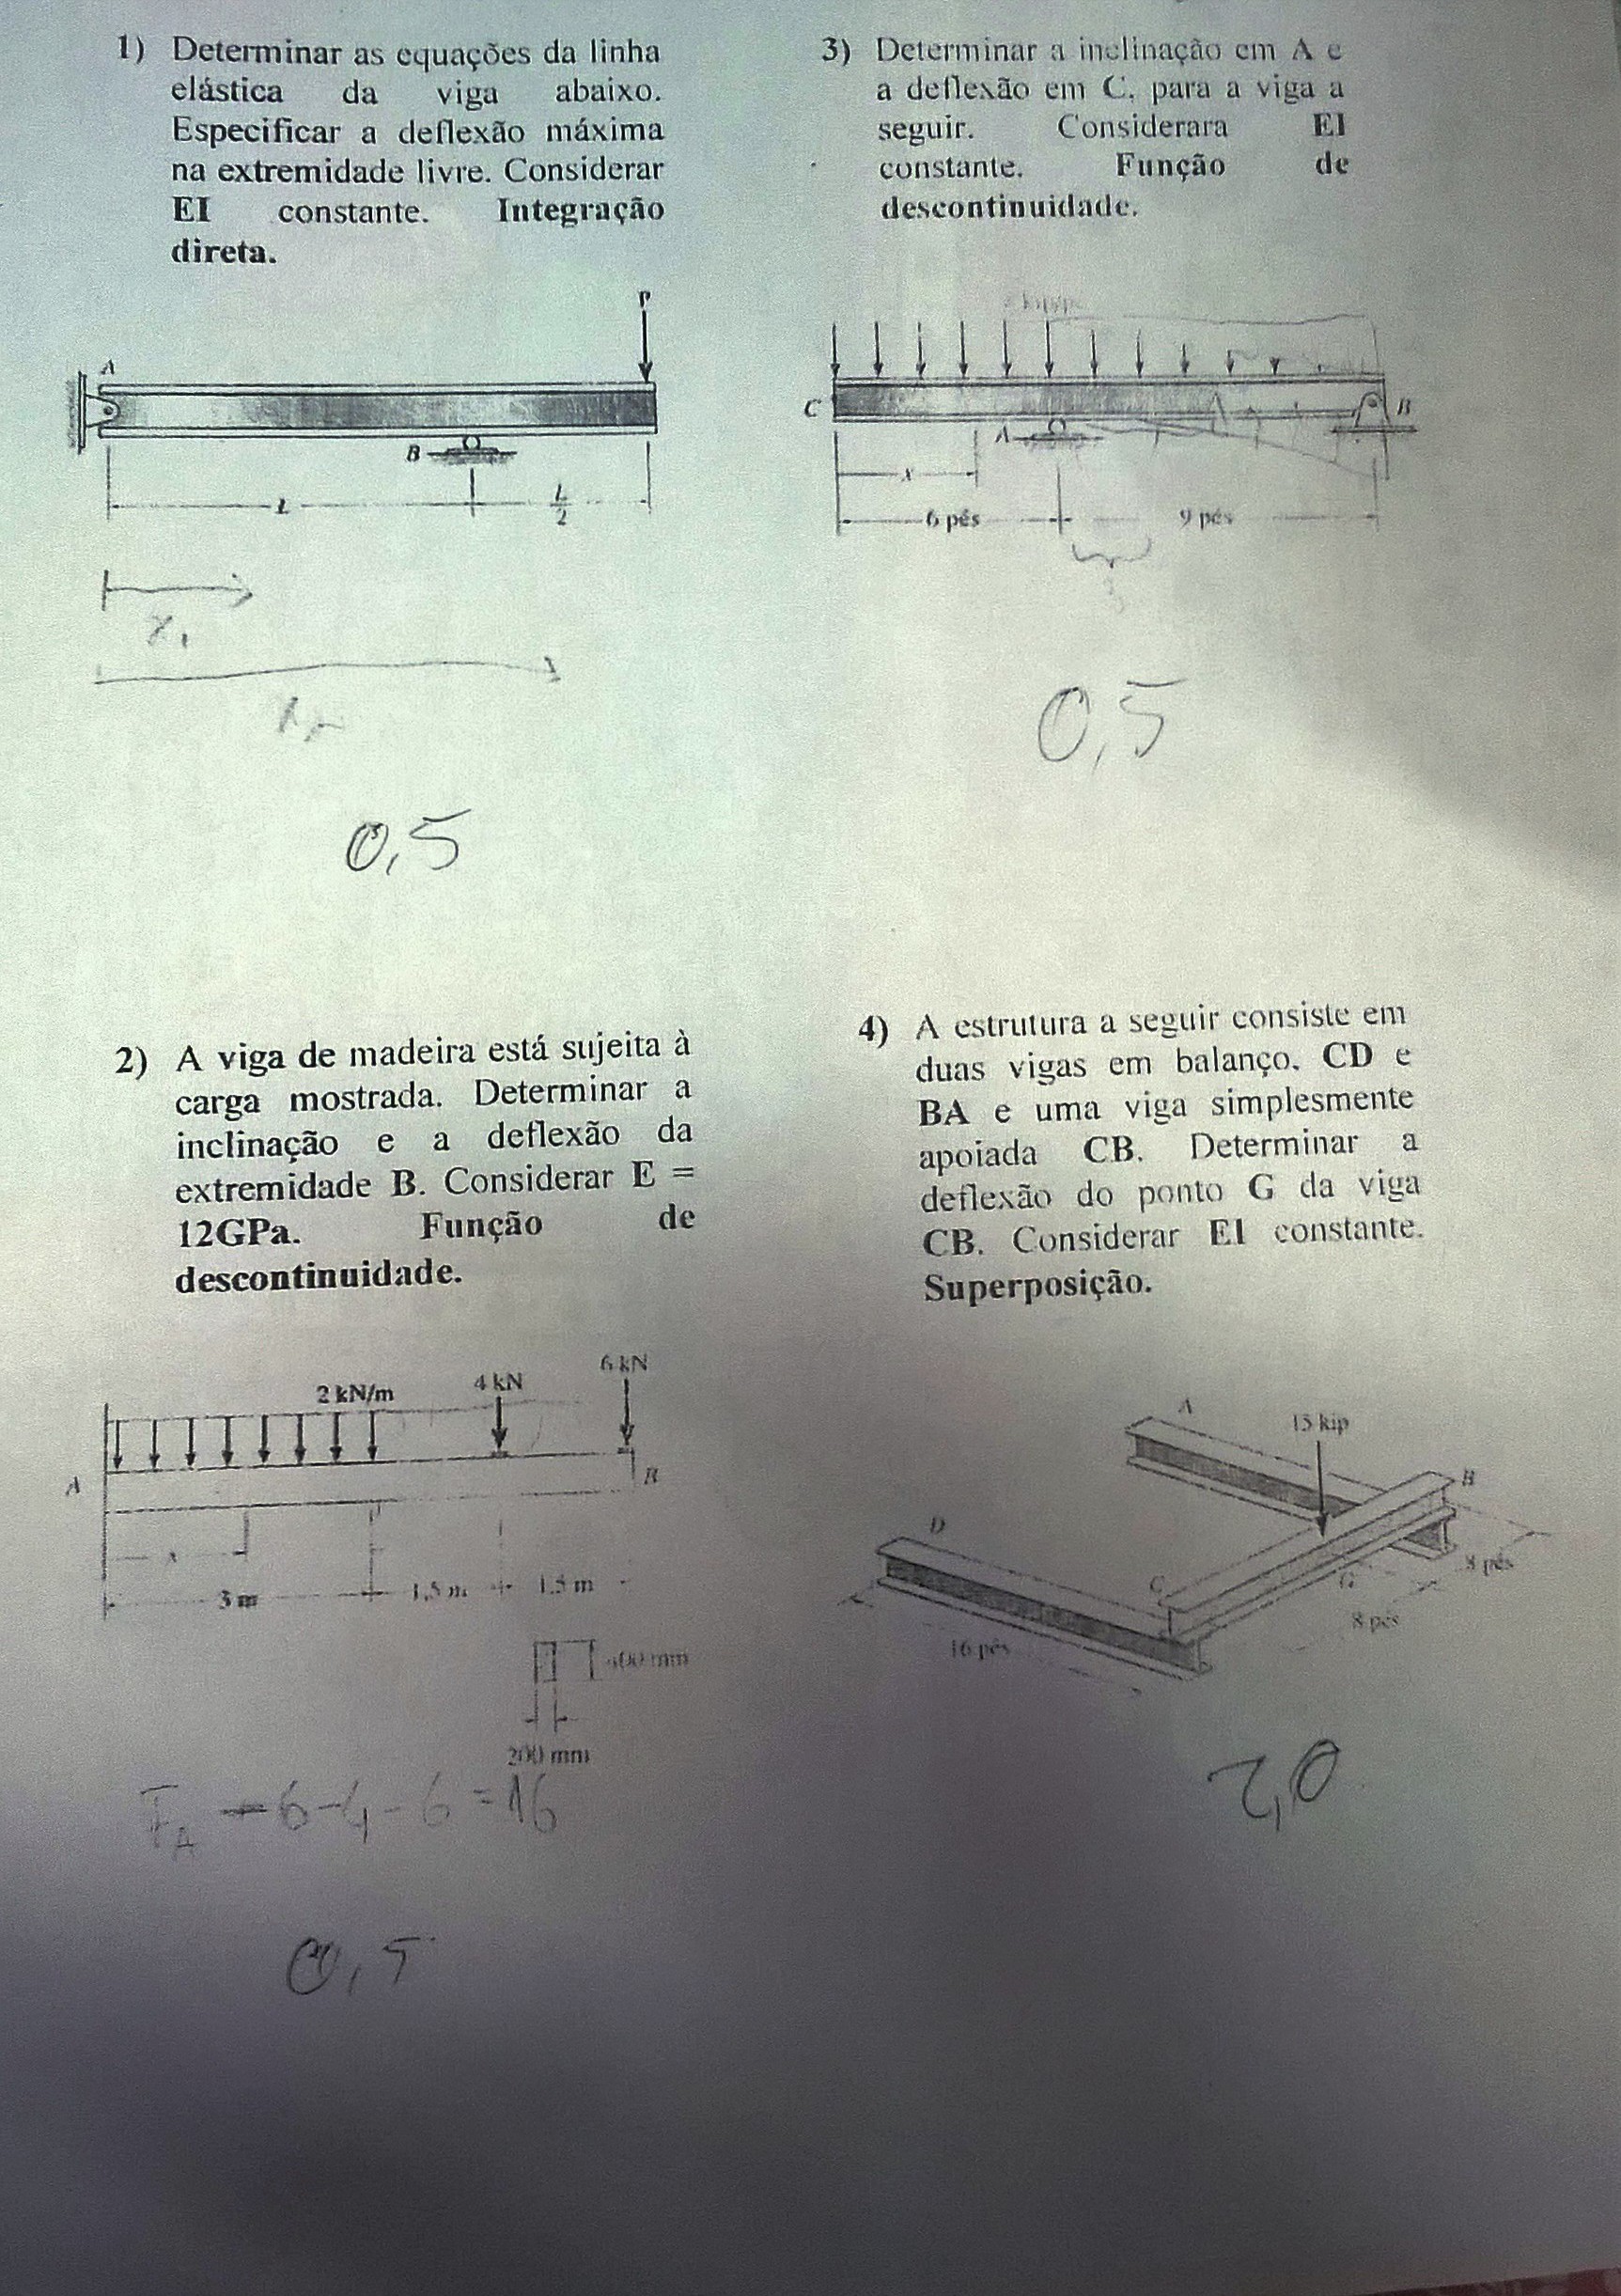 1) Determinar as equações da linha
elástica da viga abaixo.
Especificar a deflexão máxima
na extremidade livre. Considerar
EI constante. Integração
direta.
P
A
B
L
L
2
x₁
0,5
2) A viga de madeira está sujeita à
carga mostrada. Determinar a
inclinação e a deflexão da
extremidade B. Considerar E =
12GPa. Função de
descontinuidade.
6 kN
4 kN
2 kN/m
A
B
x
3 m
1,5 m
1.5 m
200 mm
F_A - 6 - 4 - 6 = 16
0,5
3) Determinar a inclinação em A e
a deflexão em C, para a viga a
seguir. Considerara EI
constante. Função de
descontinuidade.
C
A
B
x
6 pés
9 pés
3
0,5
4) A estrutura a seguir consiste em
duas vigas em balanço, CD e
BA e uma viga simplesmente
apoiada CB. Determinar a
deflexão do ponto G da viga
CB. Considerar EI constante.
Superposição.
A
15 kip
B
D
C
G
8 pés
8 pés
16 pés
2,0